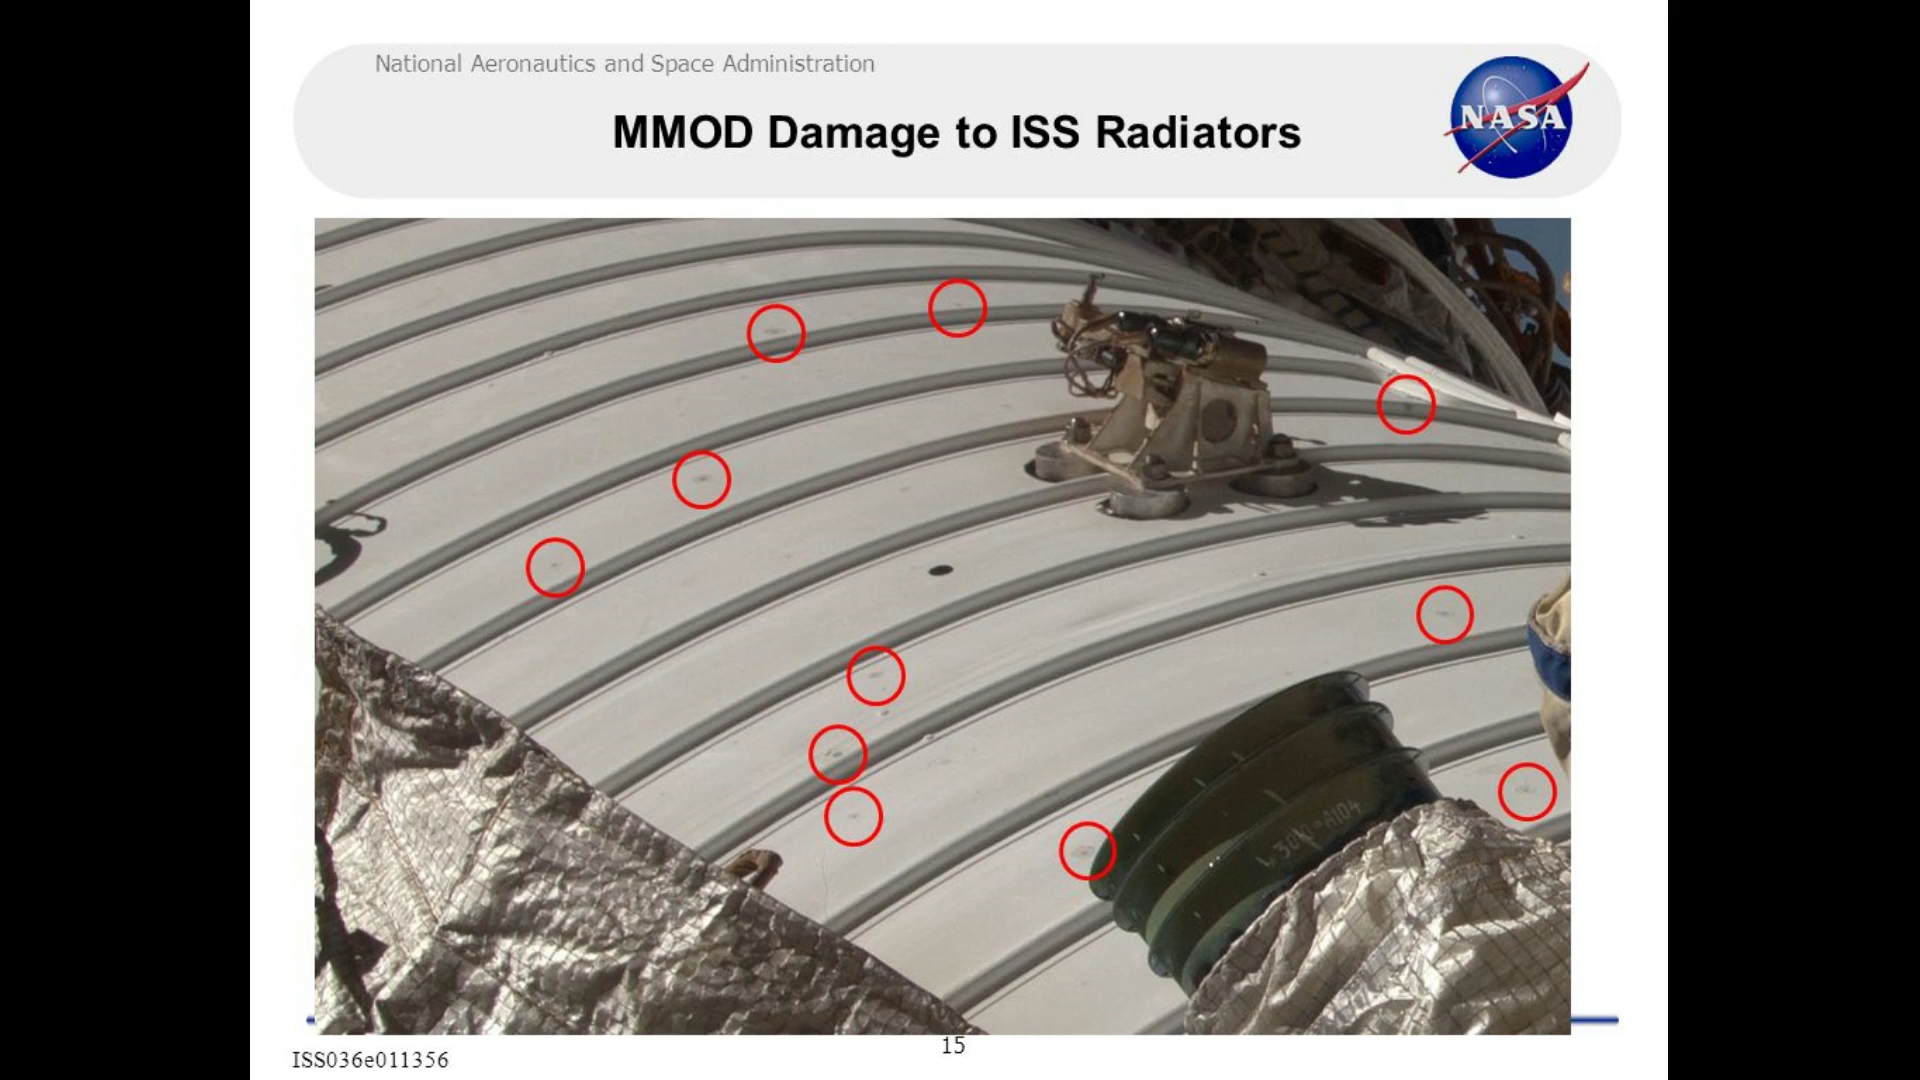 National Aeronautics and Space Administration
MMOD Damage to ISS Radiators
NASA
15
ISS036e011356